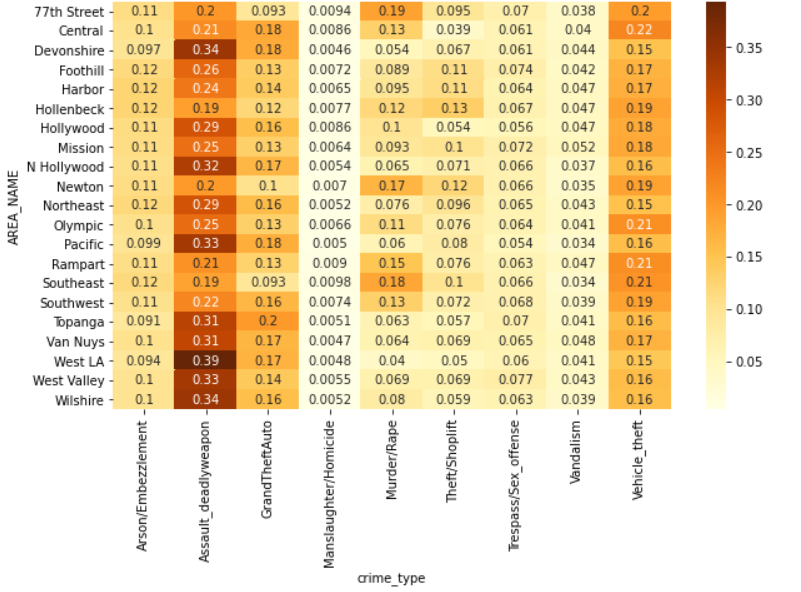 77th Street 0.11 0.2 0.093 0.0094 0.19 0.095 0.07 0.038 0.2
Central 0.1 0.21 0.18 0.0086 0.13 0.039 0.061 0.04 0.22
Devonshire 0.097 0.34 0.18 0.0046 0.054 0.067 0.061 0.044 0.15
Foothill 0.12 0.26 0.13 0.0072 0.089 0.11 0.074 0.042 0.17
Harbor 0.12 0.24 0.14 0.0065 0.095 0.11 0.064 0.047 0.17
Hollenbeck 0.12 0.19 0.12 0.0077 0.12 0.13 0.067 0.047 0.19
Hollywood 0.11 0.29 0.16 0.0086 0.1 0.054 0.056 0.047 0.18
Mission 0.11 0.25 0.13 0.0064 0.093 0.1 0.072 0.052 0.18
N Hollywood 0.11 0.32 0.17 0.0054 0.065 0.071 0.066 0.037 0.16
Newton 0.11 0.2 0.1 0.007 0.17 0.12 0.066 0.035 0.19
Northeast 0.12 0.29 0.16 0.0052 0.076 0.096 0.065 0.043 0.15
Olympic 0.1 0.25 0.13 0.0066 0.11 0.076 0.064 0.041 0.21
Pacific 0.099 0.33 0.18 0.005 0.06 0.08 0.054 0.034 0.16
Rampart 0.11 0.21 0.13 0.009 0.15 0.076 0.063 0.047 0.21
Southeast 0.12 0.19 0.093 0.0098 0.18 0.1 0.066 0.034 0.21
Southwest 0.11 0.22 0.16 0.0074 0.13 0.072 0.068 0.039 0.19
Topanga 0.091 0.31 0.2 0.0051 0.063 0.057 0.07 0.041 0.16
Van Nuys 0.1 0.31 0.17 0.0047 0.064 0.069 0.065 0.048 0.17
West LA 0.094 0.39 0.17 0.0048 0.04 0.05 0.06 0.041 0.15
West Valley 0.1 0.33 0.14 0.0055 0.069 0.069 0.077 0.043 0.16
Wilshire 0.1 0.34 0.16 0.0052 0.08 0.059 0.063 0.039 0.16
AREA_NAME
Arson/Embezzlement
Assault_deadlyweapon
GrandTheftAuto
Manslaughter/Homicide
Murder/Rape
Theft/Shoplift
Trespass/Sex_offense
Vandalism
Vehicle_theft
crime_type
0.35
0.30
0.25
0.20
0.15
0.10
0.05